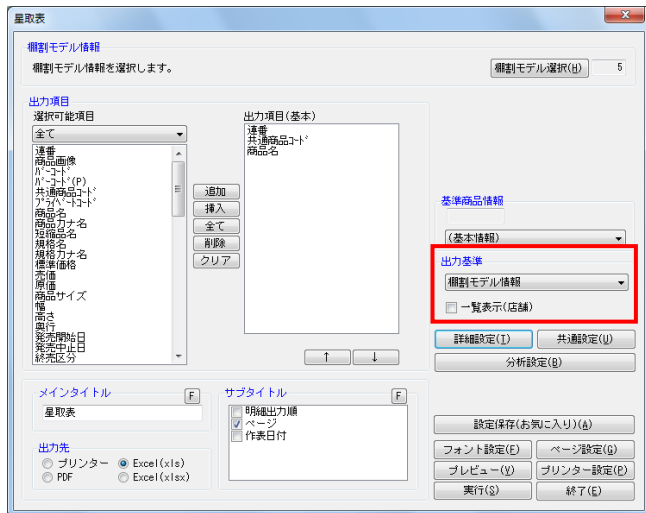 星取表
棚割モデル情報
棚割モデル情報を選択します。
棚割モデル選択(H)
5
出力項目
選択可能項目
全て
連番
商品画像
バーコード
バーコード(P)
共通商品コード
プライベートコード
商品名
商品カナ名
短縮品名
規格名
規格カナ名
標準価格
売価
原価
商品サイズ
幅
高さ
奥行
発売開始日
発売中止日
終売区分
追加
挿入
全て
削除
クリア
出力項目(基本)
連番
共通商品コード
商品名
↑
↓
基準商品情報
(基本情報)
出力基準
棚割モデル情報
一覧表示(店舗)
詳細設定(I)
共通設定(U)
分析設定(B)
メインタイトル
F
星取表
サブタイトル
F
明細出力順
ページ
作表日付
出力先
プリンター
Excel(xls)
PDF
Excel(xlsx)
設定保存(お気に入り)(A)
フォント設定(F)
ページ設定(G)
プレビュー(V)
プリンター設定(P)
実行(S)
終了(E)